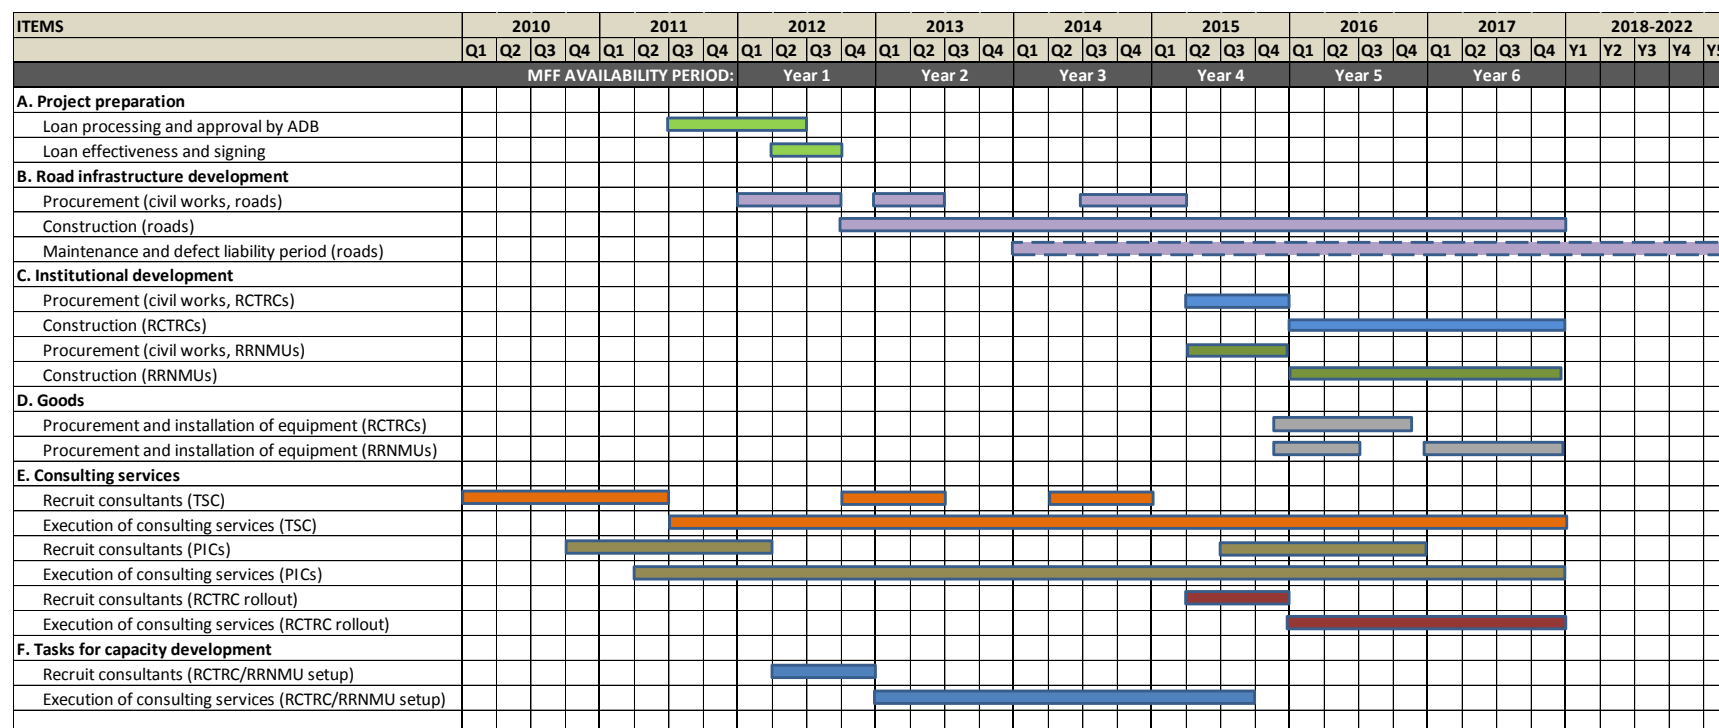 ITEMS 2010 2011 2012 2013 2014 2015 2016 2017 2018-2022
Q1 Q2 Q3 Q4 Q1 Q2 Q3 Q4 Q1 Q2 Q3 Q4 Q1 Q2 Q3 Q4 Q1 Q2 Q3 Q4 Q1 Q2 Q3 Q4 Q1 Q2 Q3 Q4 Q1 Q2 Q3 Q4 Y1 Y2 Y3 Y4 Y5
MFF AVAILABILITY PERIOD: Year 1 Year 2 Year 3 Year 4 Year 5 Year 6
A. Project preparation
Loan processing and approval by ADB
Loan effectiveness and signing
B. Road infrastructure development
Procurement (civil works, roads)
Construction (roads)
Maintenance and defect liability period (roads)
C. Institutional development
Procurement (civil works, RCTRCs)
Construction (RCTRCs)
Procurement (civil works, RRNMUs)
Construction (RRNMUs)
D. Goods
Procurement and installation of equipment (RCTRCs)
Procurement and installation of equipment (RRNMUs)
E. Consulting services
Recruit consultants (TSC)
Execution of consulting services (TSC)
Recruit consultants (PICs)
Execution of consulting services (PICs)
Recruit consultants (RCTRC rollout)
Execution of consulting services (RCTRC rollout)
F. Tasks for capacity development
Recruit consultants (RCTRC/RRNMU setup)
Execution of consulting services (RCTRC/RRNMU setup)